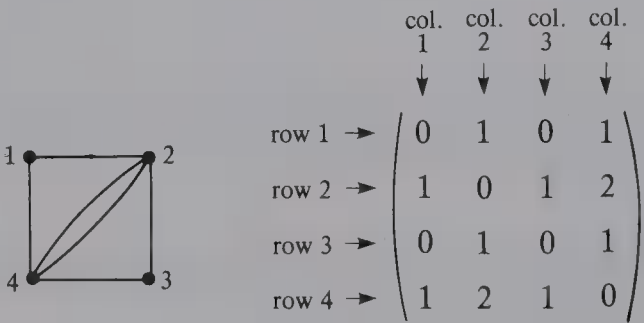 col. col. col. col.
1 2 3 4
1 2
4 3
row 1 → 0 1 0 1
row 2 → 1 0 1 2
row 3 → 0 1 0 1
row 4 → 1 2 1 0